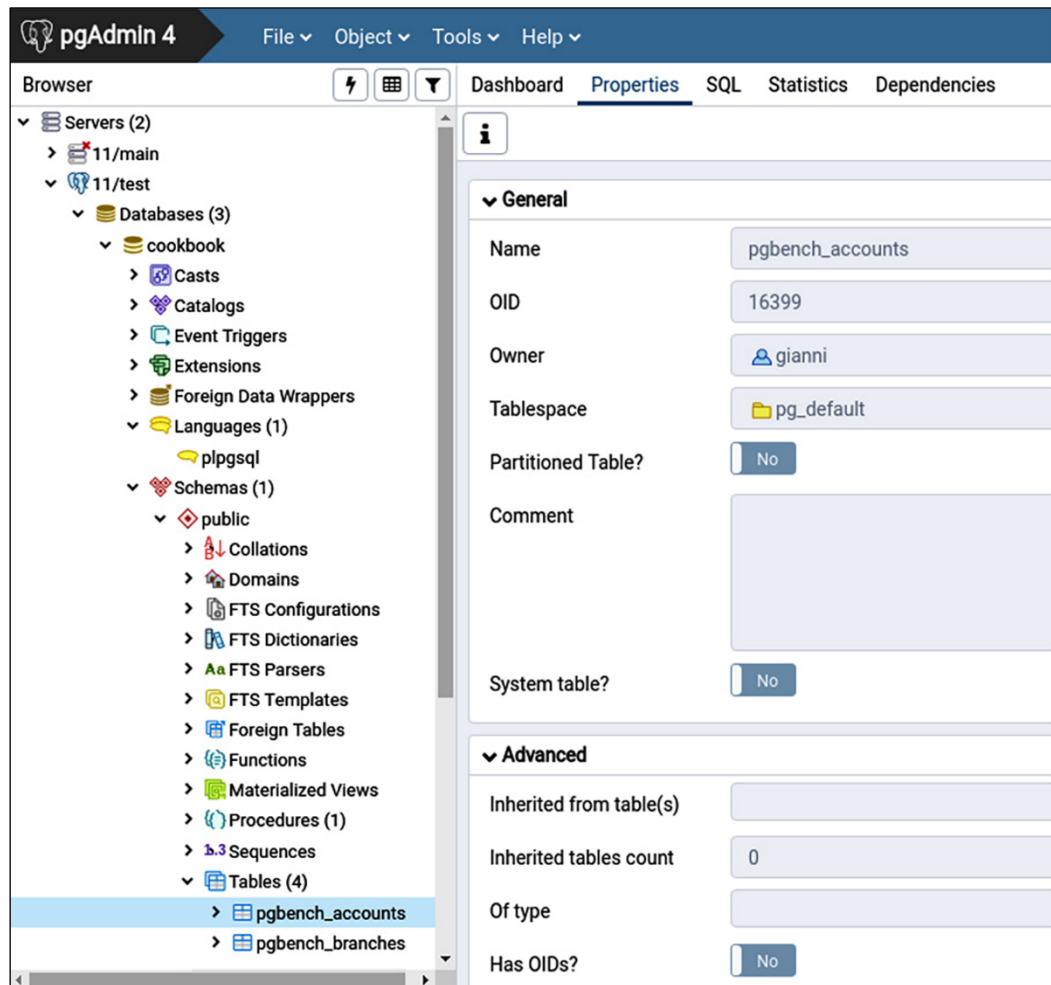 pgAdmin 4
File Object Tools Help
Browser
Dashboard Properties SQL Statistics Dependencies
Servers (2)
11/main
11/test
Databases (3)
cookbook
Casts
Catalogs
Event Triggers
Extensions
Foreign Data Wrappers
Languages (1)
plpgsql
Schemas (1)
public
Collations
Domains
FTS Configurations
FTS Dictionaries
Aa FTS Parsers
FTS Templates
Foreign Tables
Functions
Materialized Views
Procedures (1)
1..3 Sequences
Tables (4)
pgbench_accounts
pgbench_branches
i
General
Name pgbench_accounts
OID 16399
Owner gianni
Tablespace pg_default
Partitioned Table? No
Comment
System table? No
Advanced
Inherited from table(s)
Inherited tables count 0
Of type
Has OIDs? No